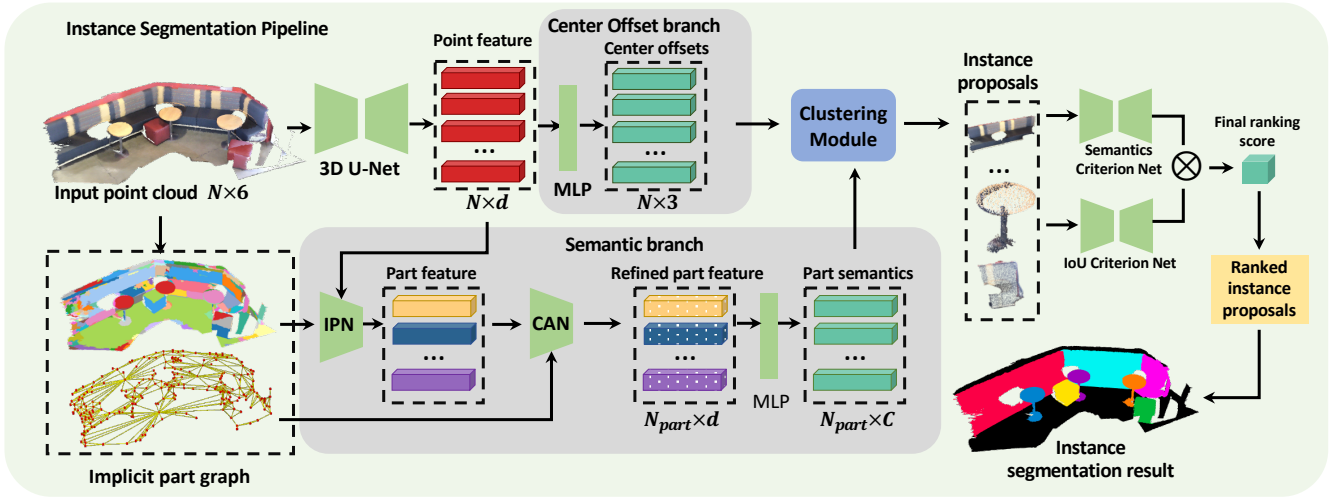 Instance Segmentation Pipeline
Input point cloud N×6
3D U-Net
Point feature
...
N×d
Center Offset branch
Center offsets
MLP
...
N×3
Clustering
Module
Instance
proposals
...
Semantics
Criterion Net
IoU Criterion Net
Final ranking
score
Ranked
instance
proposals
Implicit part graph
Semantic branch
IPN
Part feature
...
CAN
Refined part feature
...
N_part×d
MLP
Part semantics
...
N_part×C
Instance
segmentation result